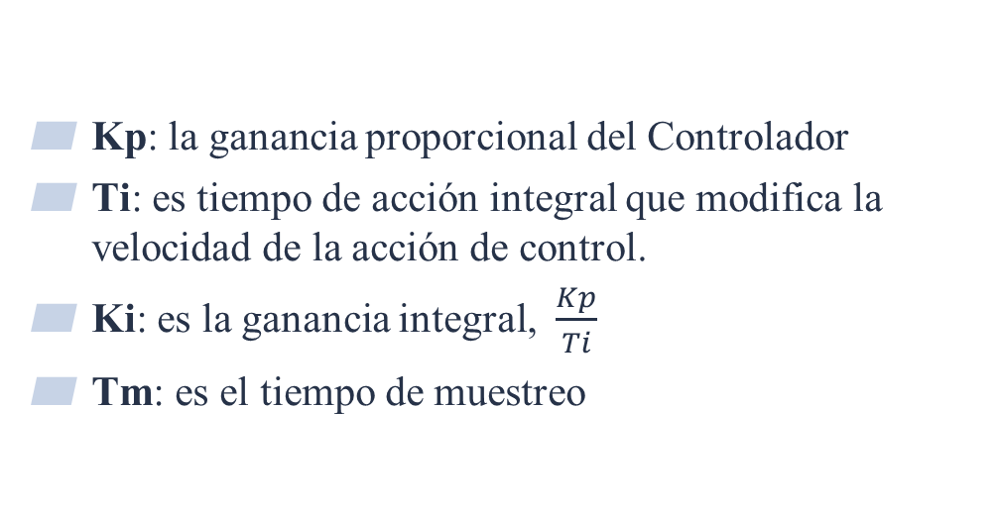 Kp: la ganancia proporcional del Controlador
Ti: es tiempo de acción integral que modifica la
velocidad de la acción de control.
Ki: es la ganancia integral, Kp/Ti
Tm: es el tiempo de muestreo